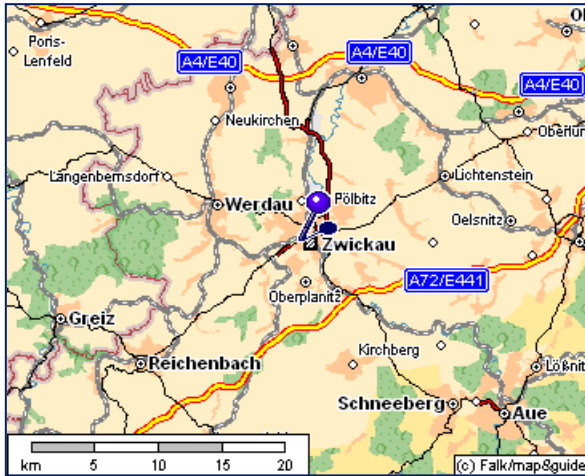 Poris-
Lenfeld
Ol
A4/E40
A4/E40
A4/E40
Neukirchen
Oberlun
Langenbernsdorf
Lichtenstein
Werdau
Pölbitz
Oelsnitz
Zwickau
A72/E441
Oberplanitz
Greiz
Kirchberg
Reichenbach
Lößnitz
Schneeberg
Aue
km 5 10 15 20
(c) Falk/map&guide